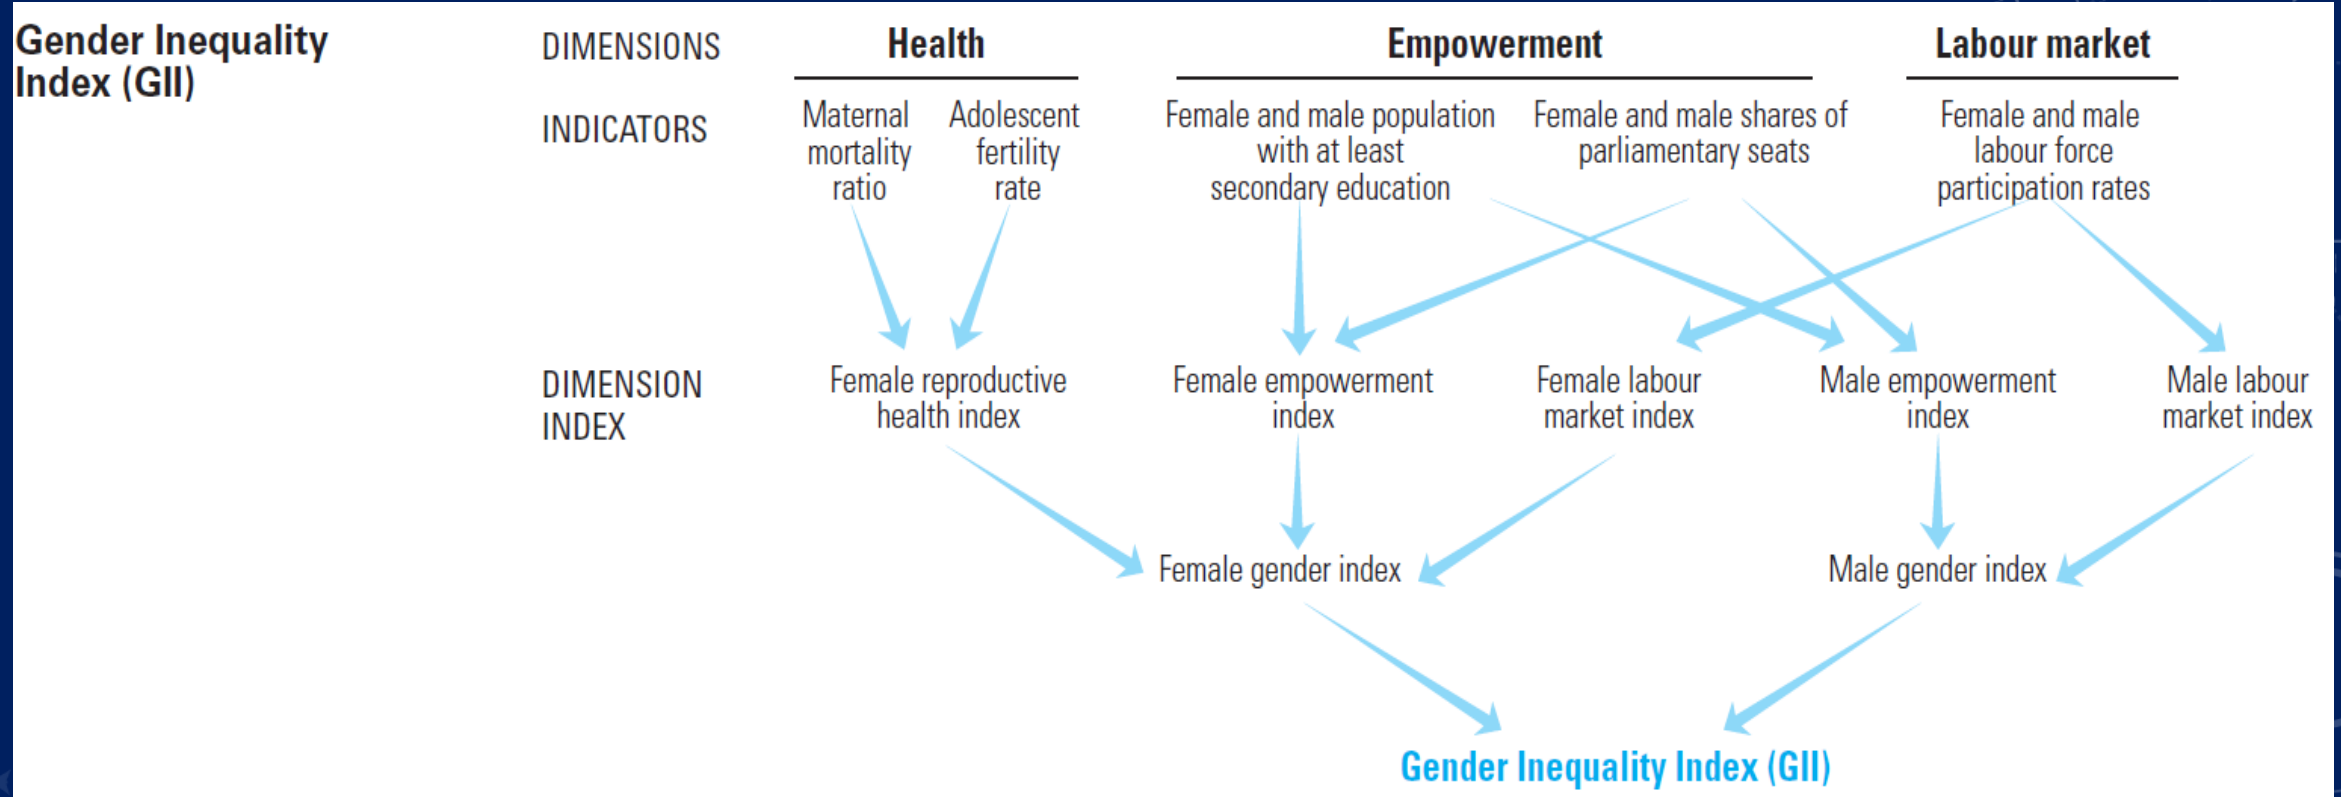 Gender Inequality
Index (GII)
DIMENSIONS
Health
Empowerment
Labour market
INDICATORS
Maternal
mortality
ratio
Adolescent
fertility
rate
Female and male population
with at least
secondary education
Female and male shares of
parliamentary seats
Female and male
labour force
participation rates
DIMENSION
INDEX
Female reproductive
health index
Female empowerment
index
Female labour
market index
Male empowerment
index
Male labour
market index
Female gender index
Male gender index
Gender Inequality Index (GII)